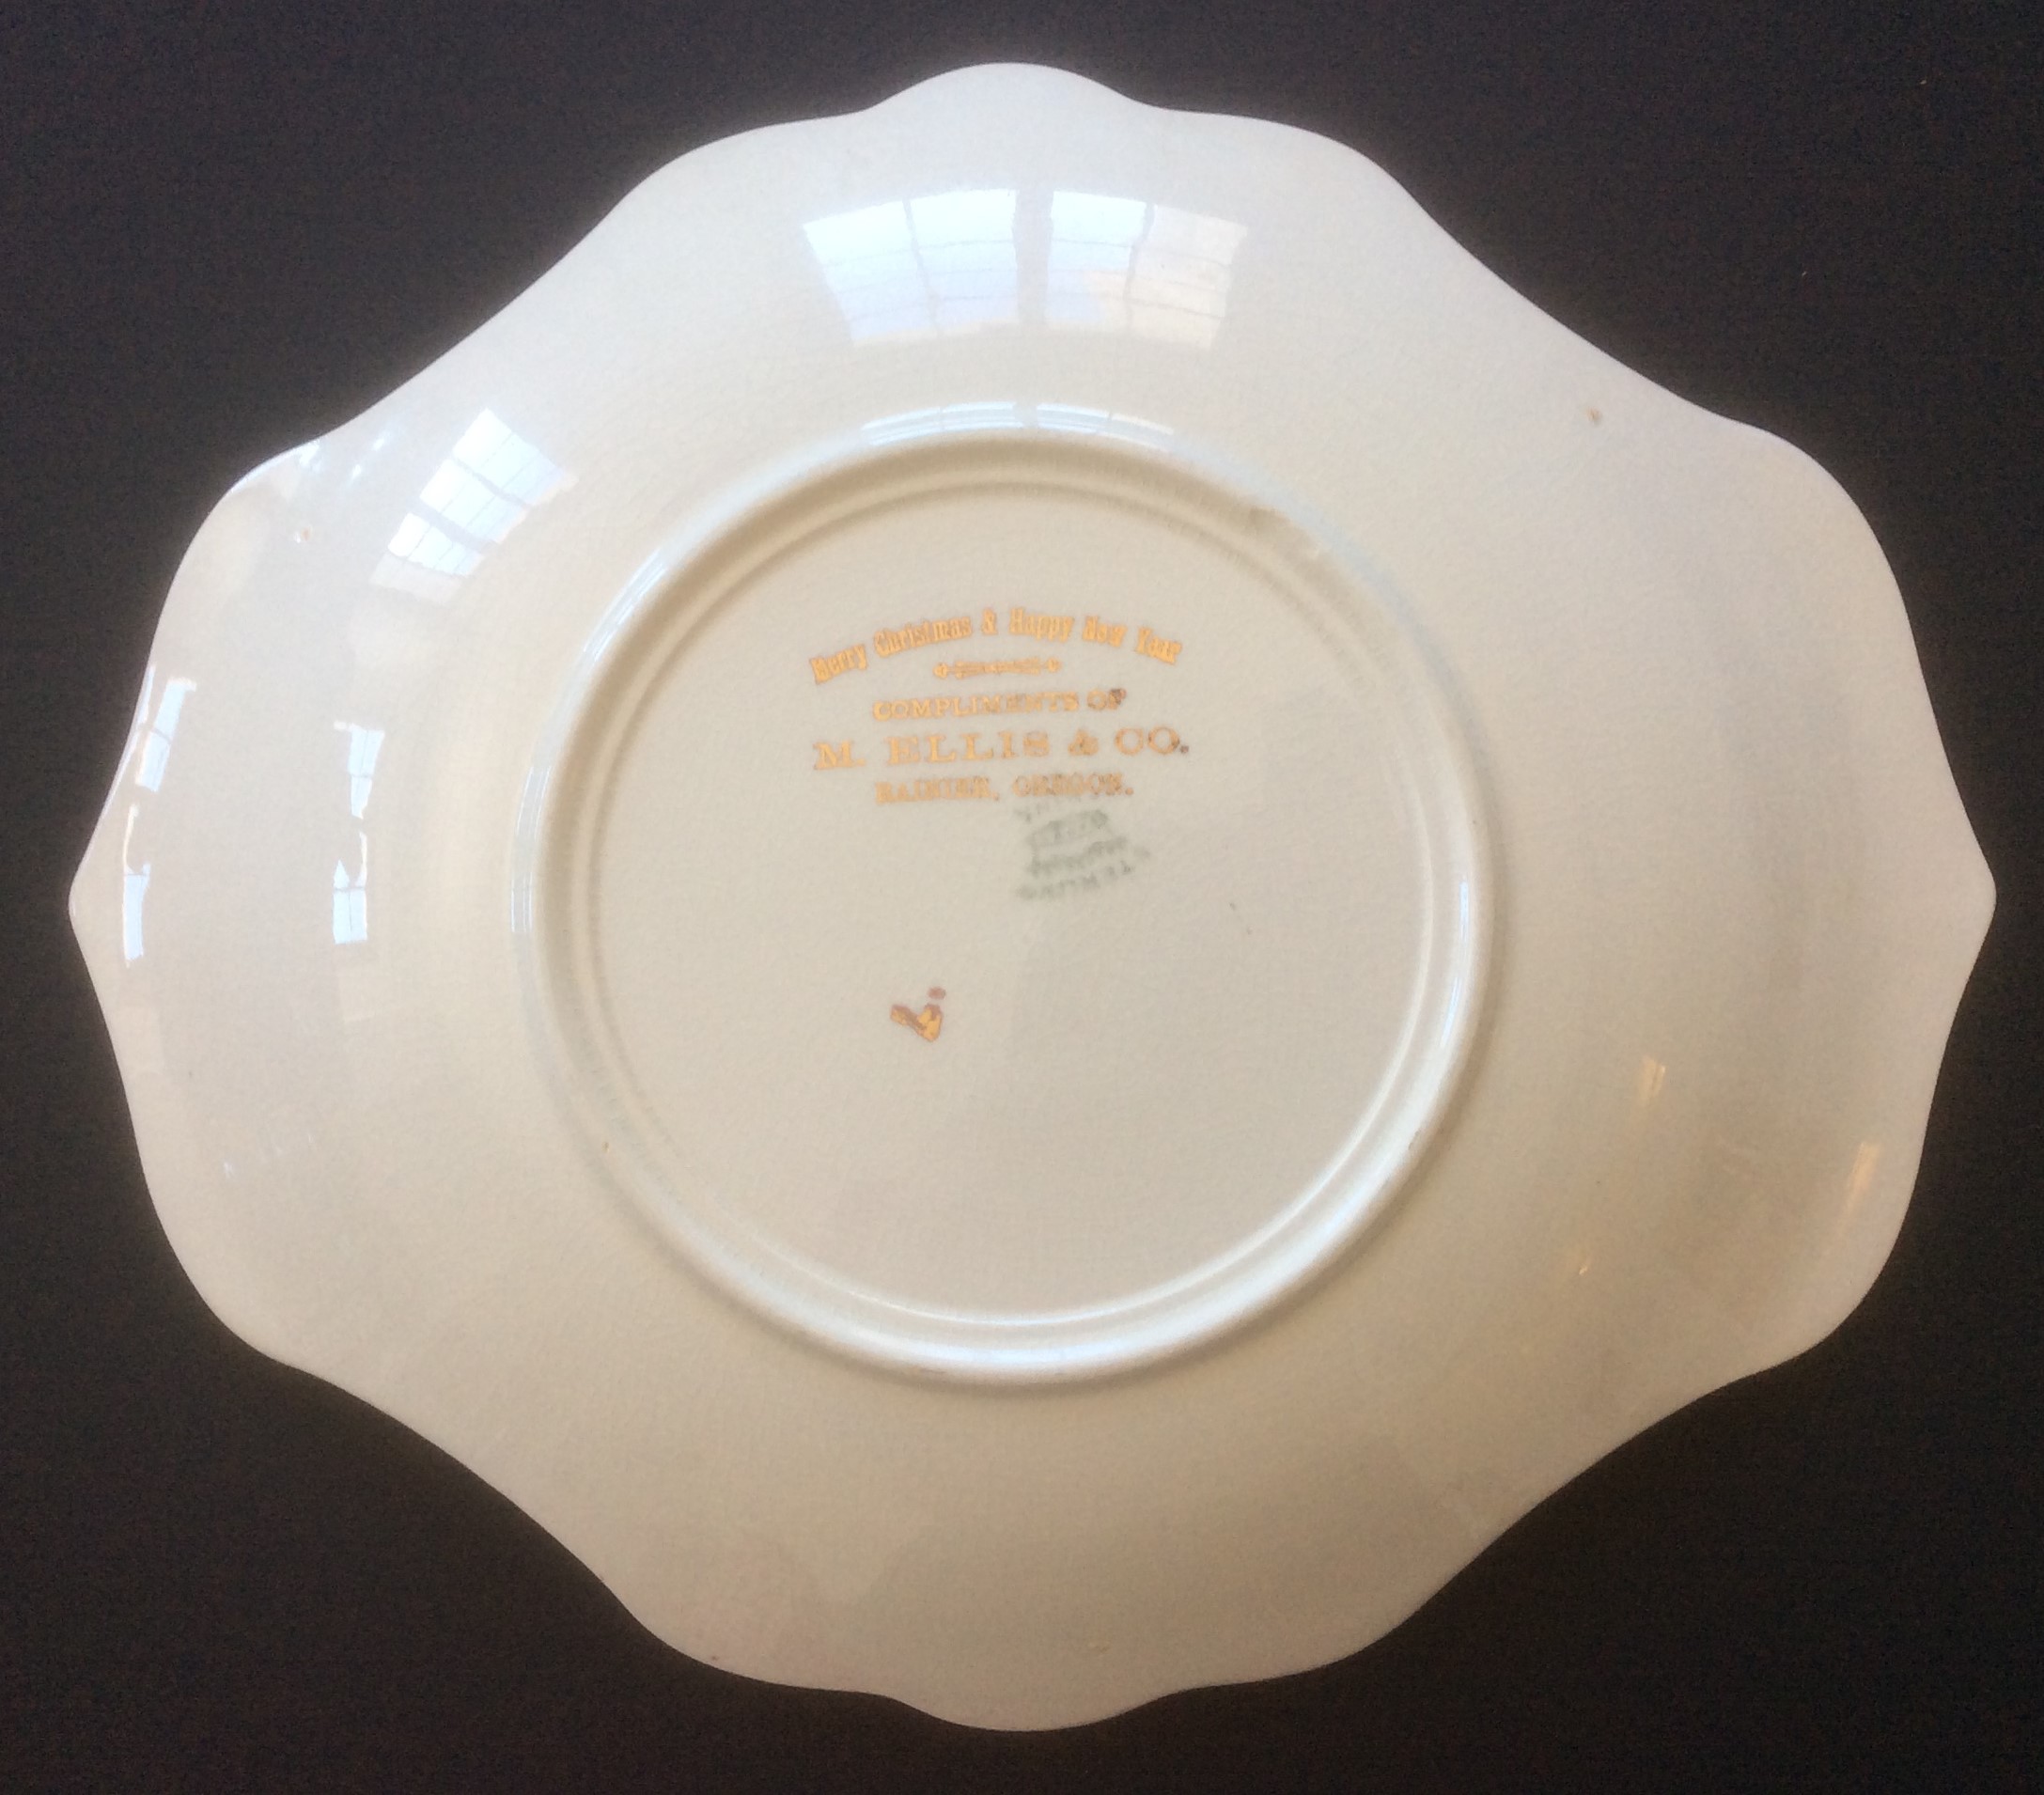 Merry Christmas & Happy New Year
COMPLIMENTS OF
M. ELLIS & CO.
RAINIER, OREGON.